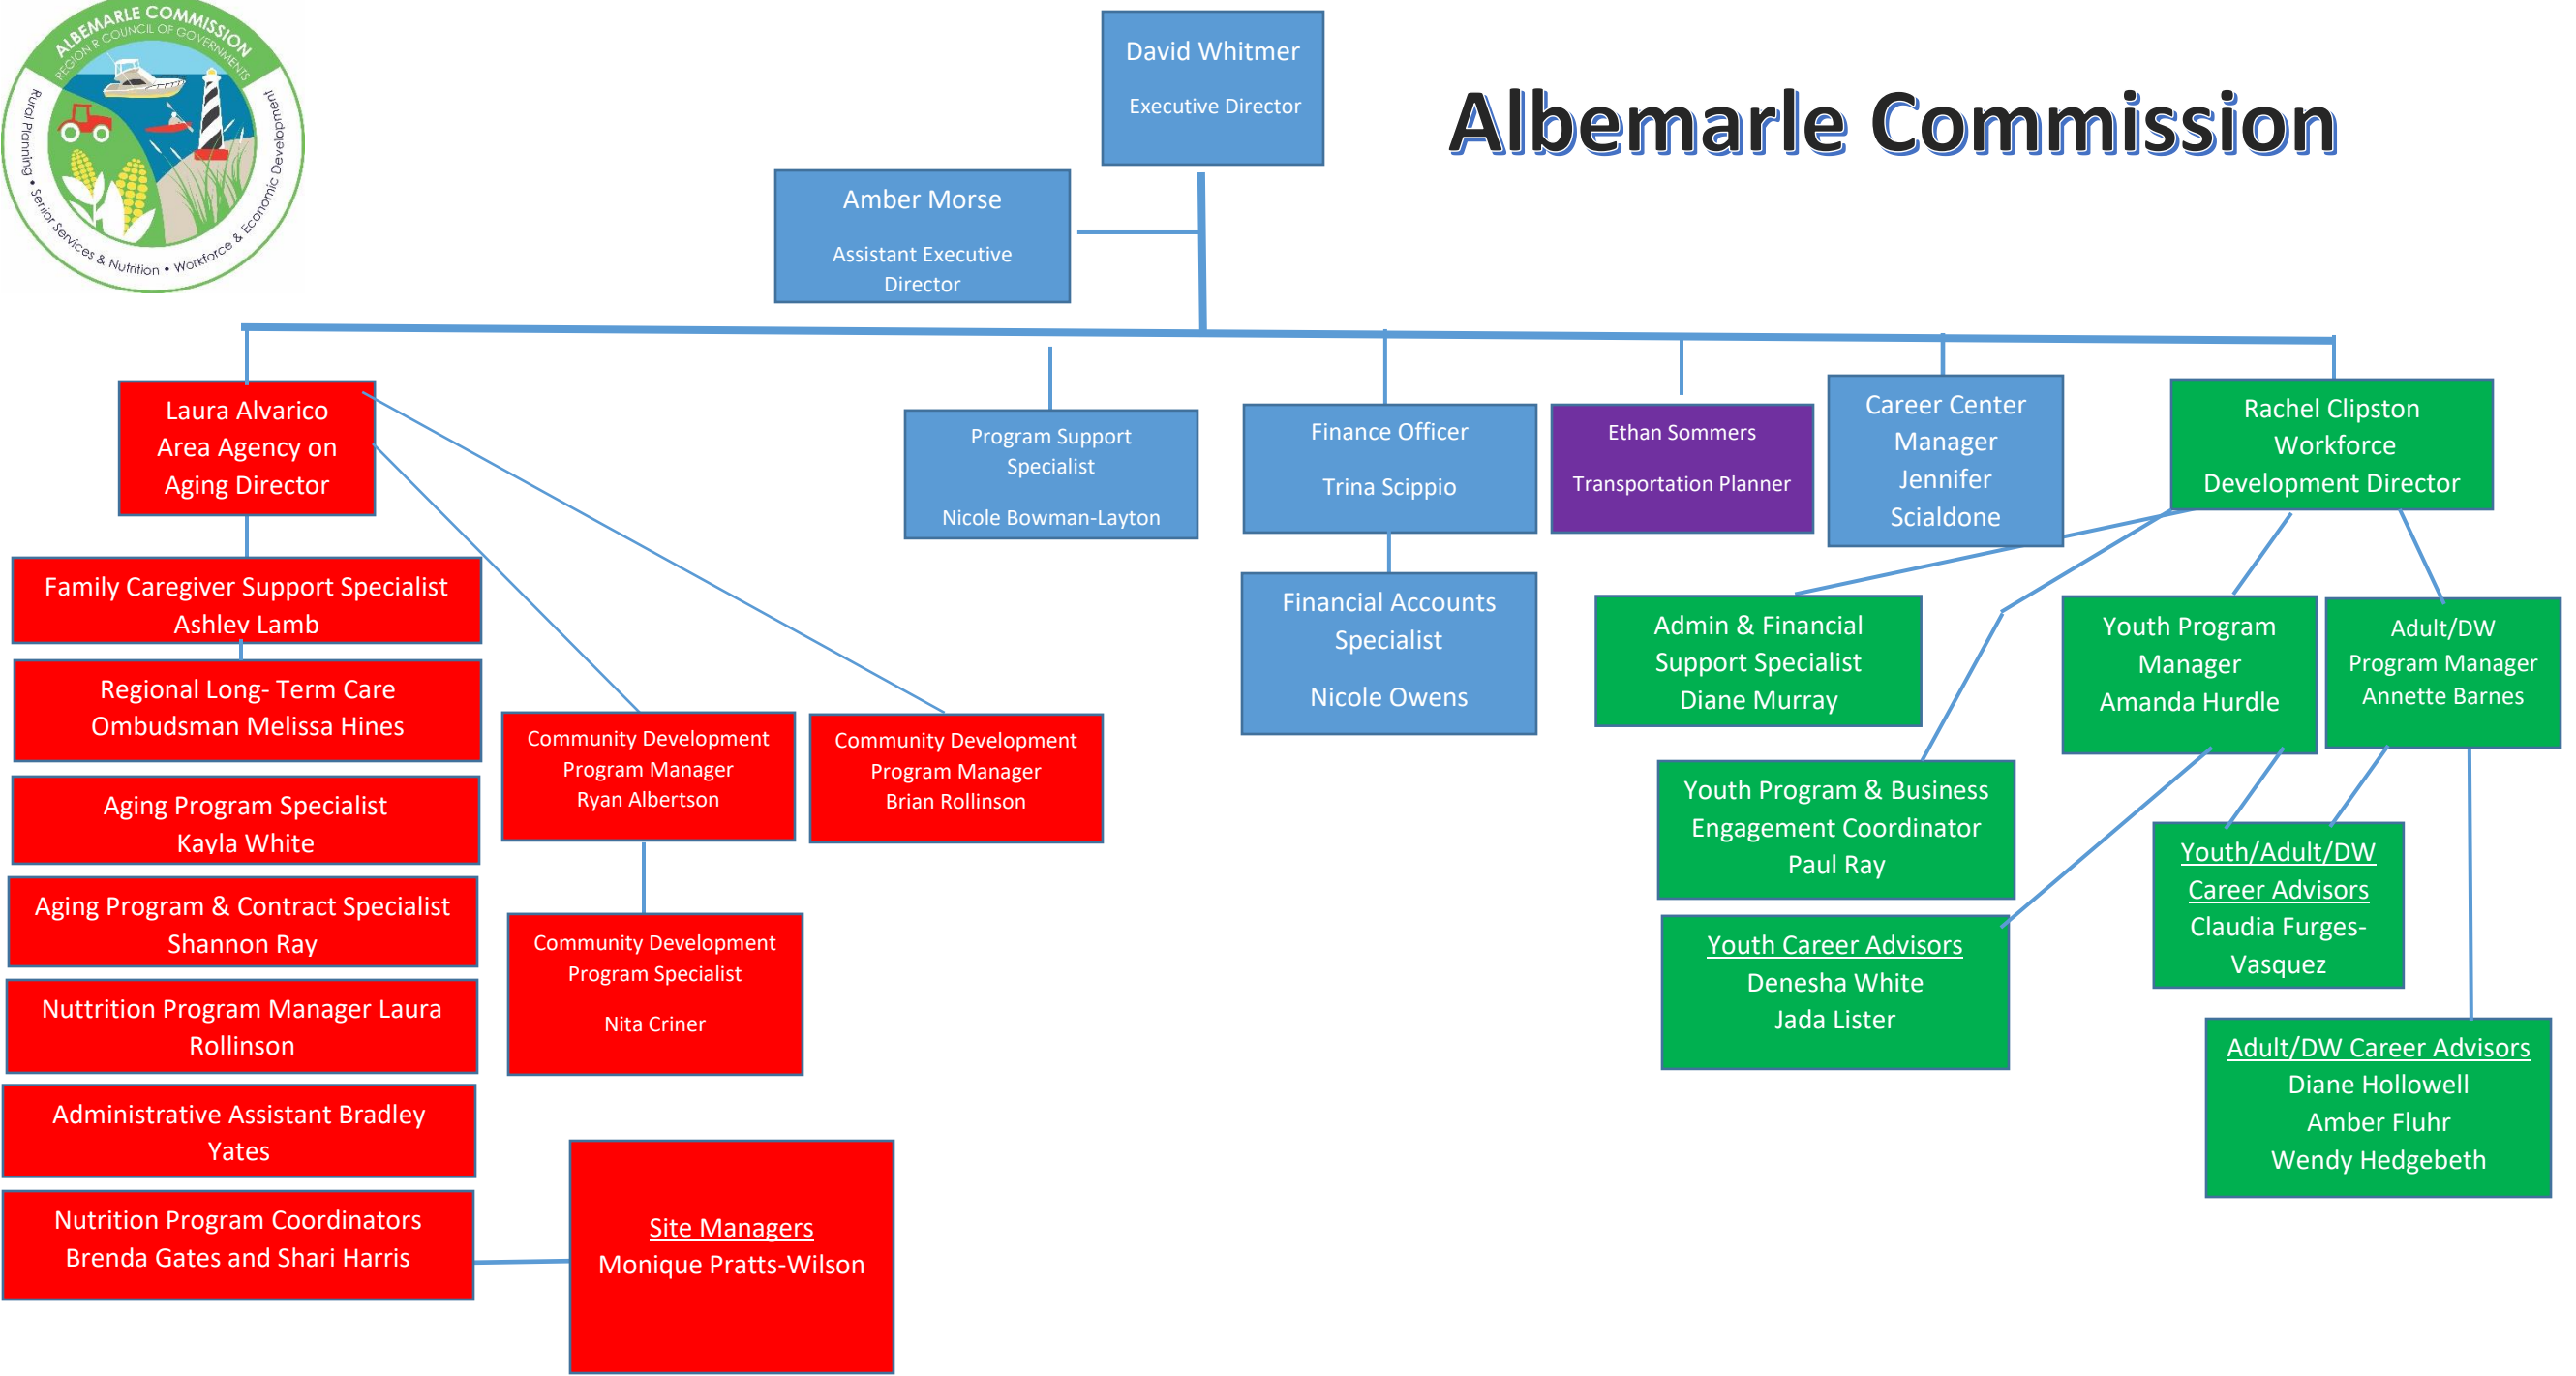 ALBEMARLE COMMISSION
REGION R COUNCIL OF GOVERNMENTS
Rural Planning • Senior Services & Nutrition • Workforce & Economic Development
David Whitmer
Executive Director
Albemarle Commission
Amber Morse
Assistant Executive
Director
Laura Alvarico
Area Agency on
Aging Director
Program Support
Specialist
Nicole Bowman-Layton
Finance Officer
Trina Scippio
Ethan Sommers
Transportation Planner
Career Center
Manager
Jennifer
Scialdone
Rachel Clipston
Workforce
Development Director
Family Caregiver Support Specialist
Ashley Lamb
Regional Long- Term Care
Ombudsman Melissa Hines
Aging Program Specialist
Kayla White
Aging Program & Contract Specialist
Shannon Ray
Nuttrition Program Manager Laura
Rollinson
Administrative Assistant Bradley
Yates
Nutrition Program Coordinators
Brenda Gates and Shari Harris
Site Managers
Monique Pratts-Wilson
Community Development
Program Manager
Ryan Albertson
Community Development
Program Manager
Brian Rollinson
Community Development
Program Specialist
Nita Criner
Financial Accounts
Specialist
Nicole Owens
Admin & Financial
Support Specialist
Diane Murray
Youth Program
Manager
Amanda Hurdle
Adult/DW
Program Manager
Annette Barnes
Youth Program & Business
Engagement Coordinator
Paul Ray
Youth Career Advisors
Denesha White
Jada Lister
Youth/Adult/DW
Career Advisors
Claudia Furges-
Vasquez
Adult/DW Career Advisors
Diane Hollowell
Amber Fluhr
Wendy Hedgebeth